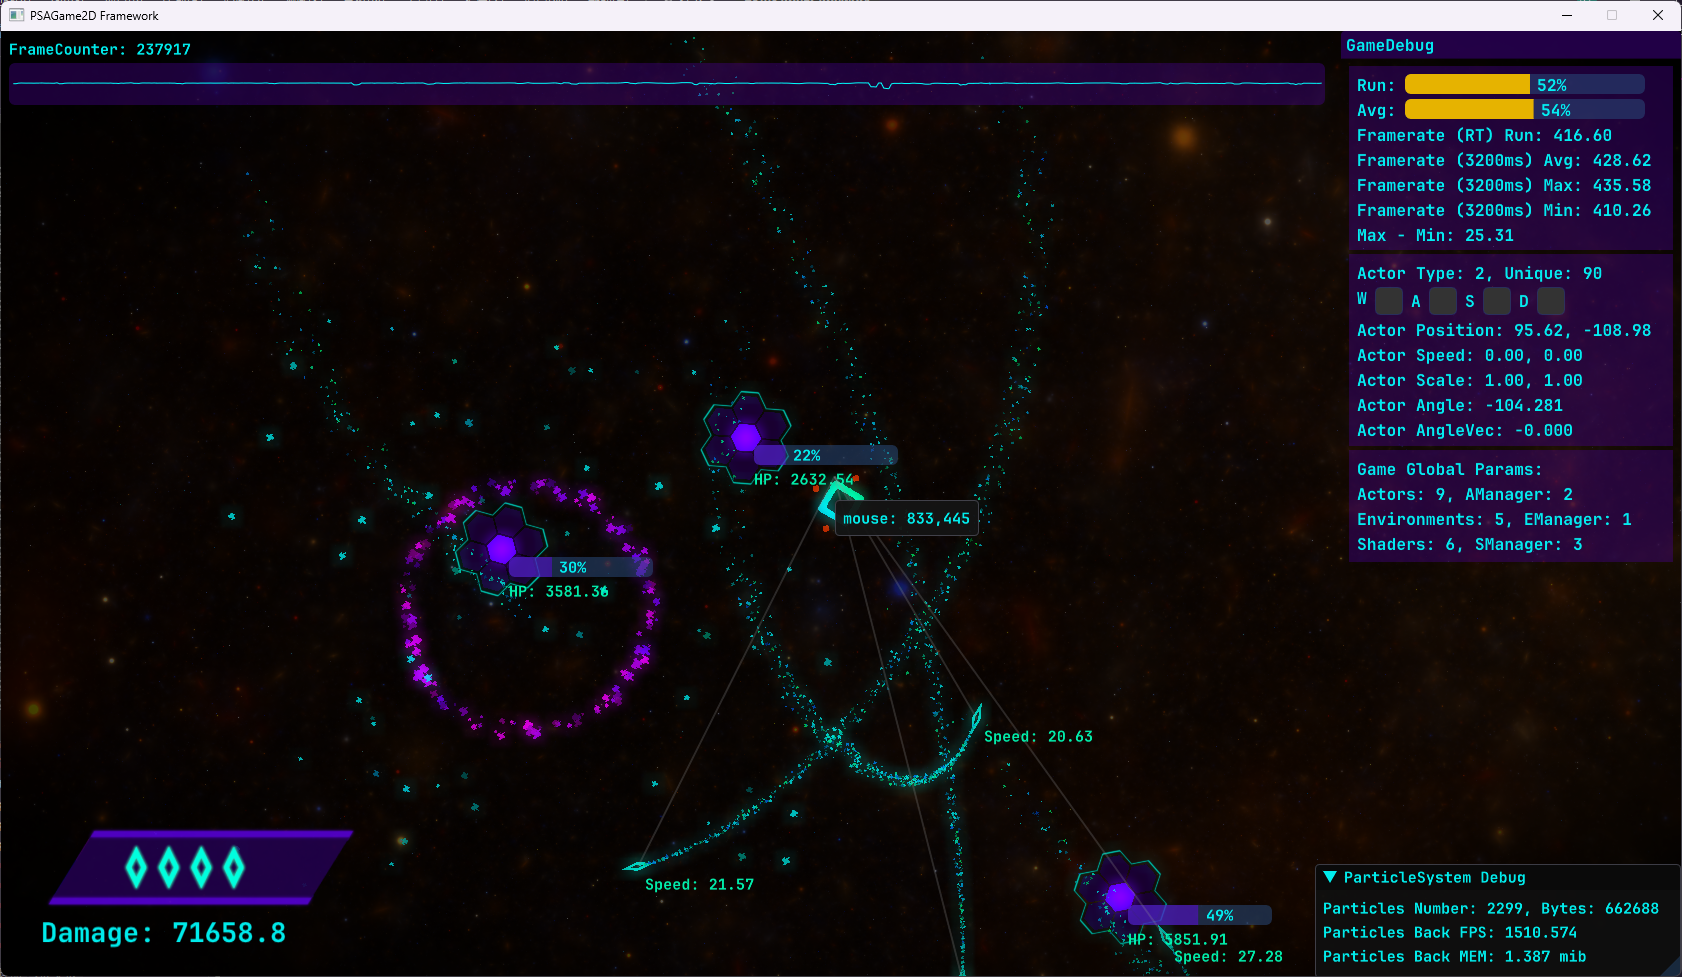 PSAGame2D Framework
FrameCounter: 237917
GameDebug
Run: 52%
Avg: 54%
Framerate (RT) Run: 416.60
Framerate (3200ms) Avg: 428.62
Framerate (3200ms) Max: 435.58
Framerate (3200ms) Min: 410.26
Max - Min: 25.31
Actor Type: 2, Unique: 90
W A S D
Actor Position: 95.62, -108.98
Actor Speed: 0.00, 0.00
Actor Scale: 1.00, 1.00
Actor Angle: -104.281
Actor AngleVec: -0.000
Game Global Params:
Actors: 9, AManager: 2
Environments: 5, EManager: 1
Shaders: 6, SManager: 3
22%
HP: 2632.54
mouse: 833,445
30%
HP: 3581.36
Speed: 20.63
Speed: 21.57
49%
HP: 5851.91
Speed: 27.28
Damage: 71658.8
ParticleSystem Debug
Particles Number: 2299, Bytes: 662688
Particles Back FPS: 1510.574
Particles Back MEM: 1.387 mib